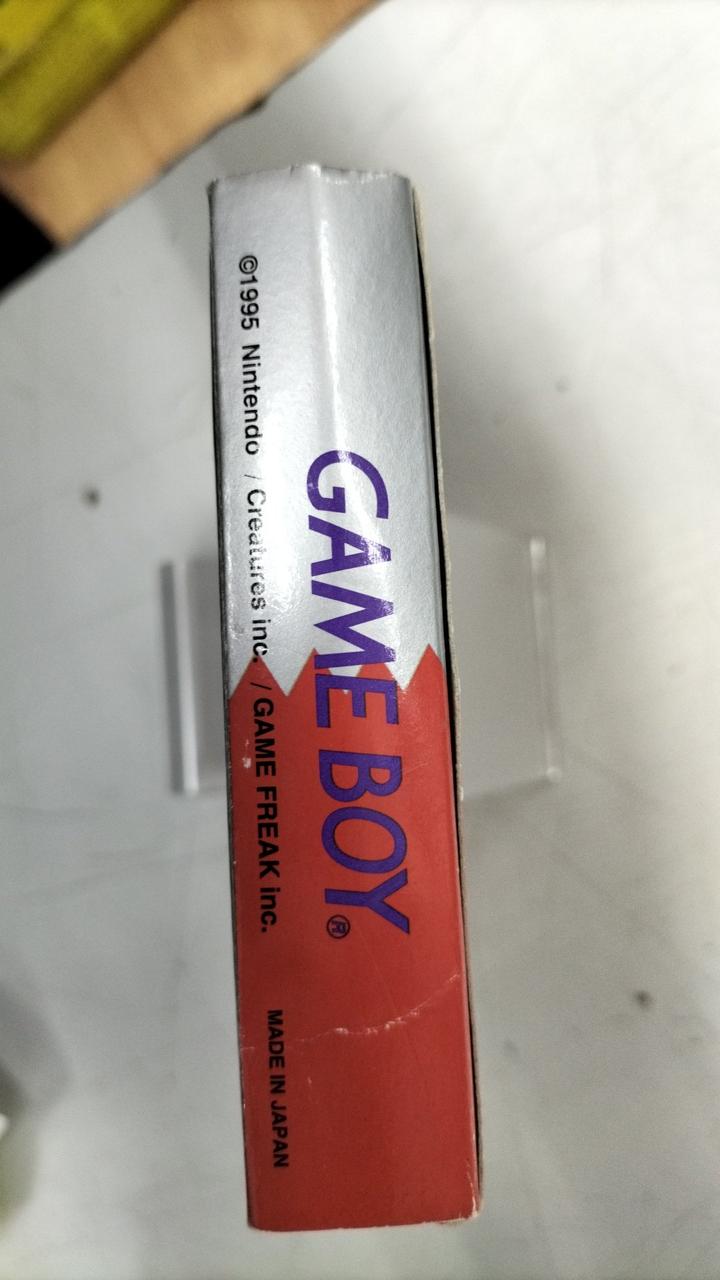 GAME BOY®
©1995 Nintendo / Creatures inc. / GAME FREAK inc.
MADE IN JAPAN